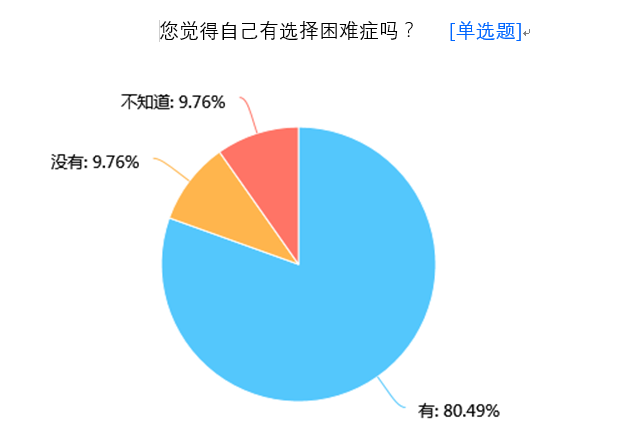 您觉得自己有选择困难症吗？ [单选题]
不知道: 9.76%
没有: 9.76%
有: 80.49%